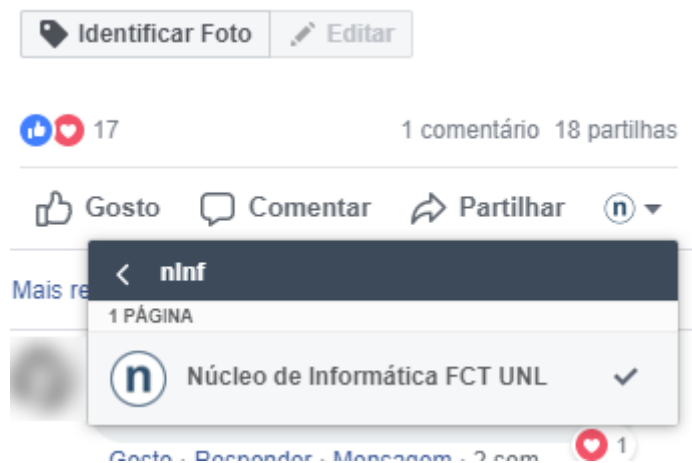 Identificar Foto Editar
17 1 comentário 18 partilhas
Gosto Comentar Partilhar n
nInf
Mais re
1 PÁGINA
n Núcleo de Informática FCT UNL
1
Gosto · Responder · Mensagem · 2 sem